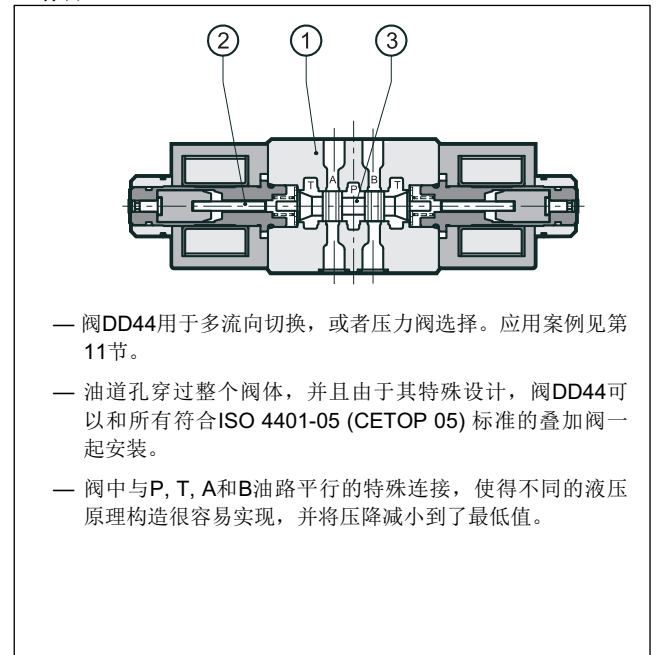 2 1 3
T A P B T
— 阀DD44用于多流向切换，或者压力阀选择。应用案例见第
11节。
— 油道孔穿过整个阀体，并且由于其特殊设计，阀DD44可
以和所有符合ISO 4401-05 (CETOP 05) 标准的叠加阀一
起安装。
— 阀中与P, T, A和B油路平行的特殊连接，使得不同的液压
原理构造很容易实现，并将压降减小到了最低值。